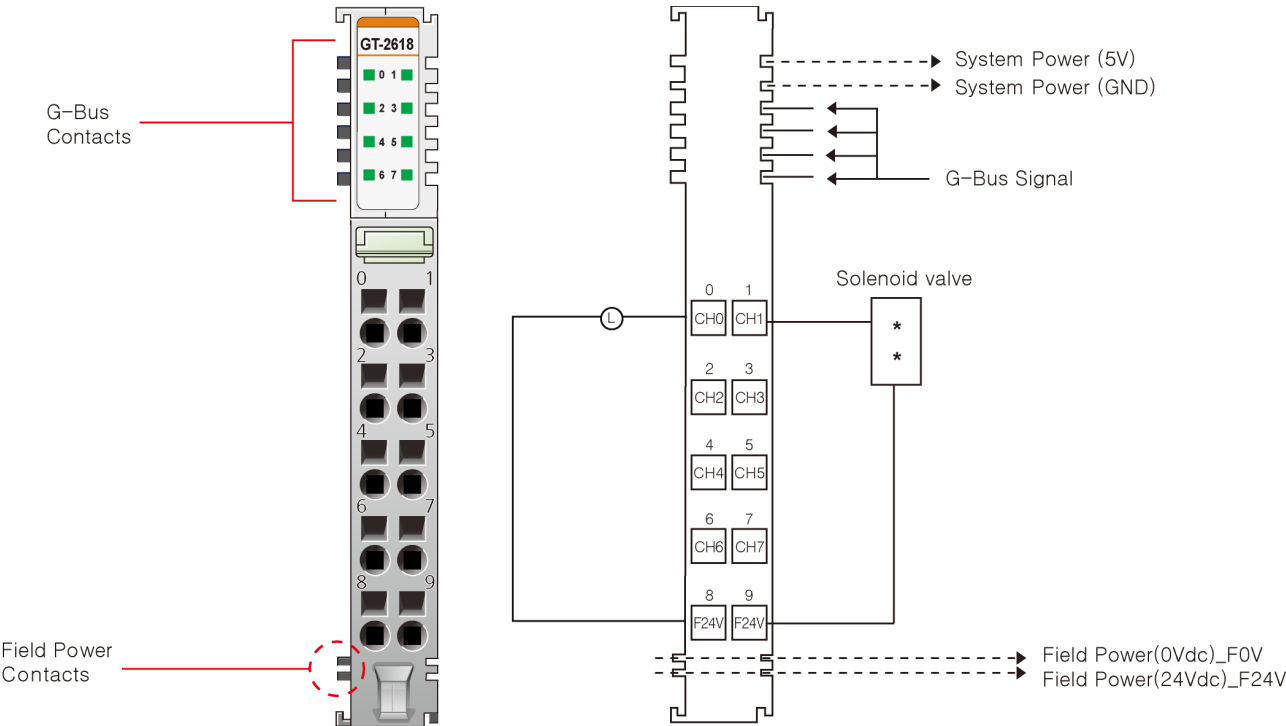 GT-2618
0 1
2 3
4 5
6 7
G-Bus
Contacts
0 1
2 3
4 5
6 7
8 9
Field Power
Contacts
System Power (5V)
System Power (GND)
G-Bus Signal
Solenoid valve
* 
*
L
0 1
CH0 CH1
2 3
CH2 CH3
4 5
CH4 CH5
6 7
CH6 CH7
8 9
F24V F24V
Field Power(0Vdc)_F0V
Field Power(24Vdc)_F24V